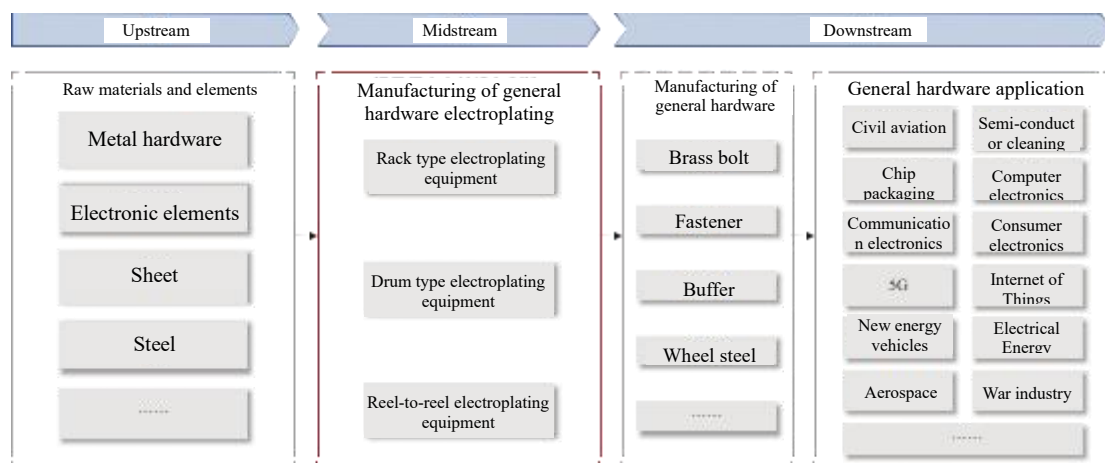 Upstream
Midstream
Downstream
Raw materials and elements
Metal hardware
Electronic elements
Sheet
Steel
......
Manufacturing of general
hardware electroplating
Rack type electroplating
equipment
Drum type electroplating
equipment
Reel-to-reel electroplating
equipment
Manufacturing of
general hardware
Brass bolt
Fastener
Buffer
Wheel steel
......
General hardware application
Civil aviation
Semi-conduct
or cleaning
Chip
packaging
Computer
electronics
Communicatio
n electronics
Consumer
electronics
5G
Internet of
Things
New energy
vehicles
Electrical
Energy
Aerospace
War industry
......